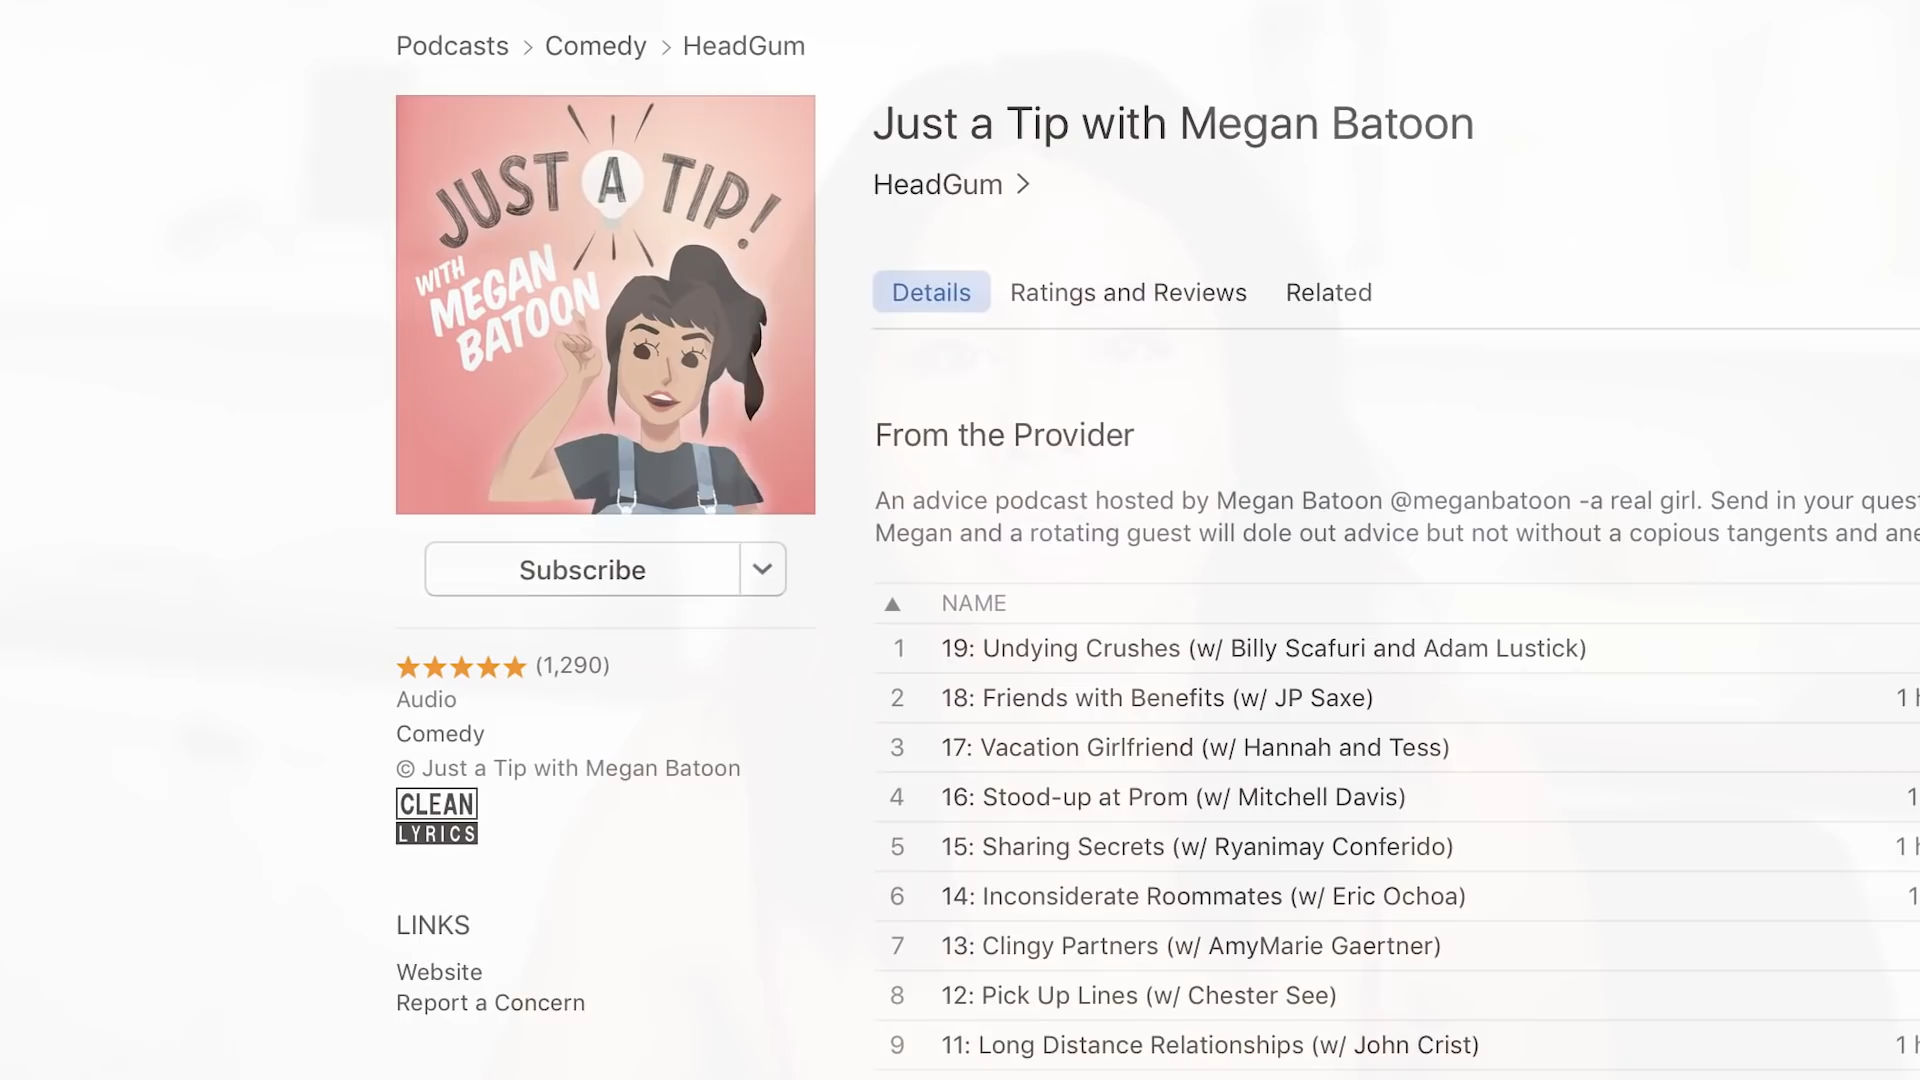 Podcasts > Comedy > HeadGum
JUST A TIP!
WITH
MEGAN
BATOON
Subscribe
★★★★★ (1,290)
Audio
Comedy
© Just a Tip with Megan Batoon
CLEAN
LYRICS
LINKS
Website
Report a Concern
Just a Tip with Megan Batoon
HeadGum >
Details Ratings and Reviews Related
From the Provider
An advice podcast hosted by Megan Batoon @meganbatoon -a real girl. Send in your
Megan and a rotating guest will dole out advice but not without a copious tangents and
▲ NAME
1 19: Undying Crushes (w/ Billy Scafuri and Adam Lustick)
2 18: Friends with Benefits (w/ JP Saxe) 1
3 17: Vacation Girlfriend (w/ Hannah and Tess)
4 16: Stood-up at Prom (w/ Mitchell Davis) 1
5 15: Sharing Secrets (w/ Ryanimay Conferido) 1
6 14: Inconsiderate Roommates (w/ Eric Ochoa) 1
7 13: Clingy Partners (w/ AmyMarie Gaertner)
8 12: Pick Up Lines (w/ Chester See)
9 11: Long Distance Relationships (w/ John Crist) 1